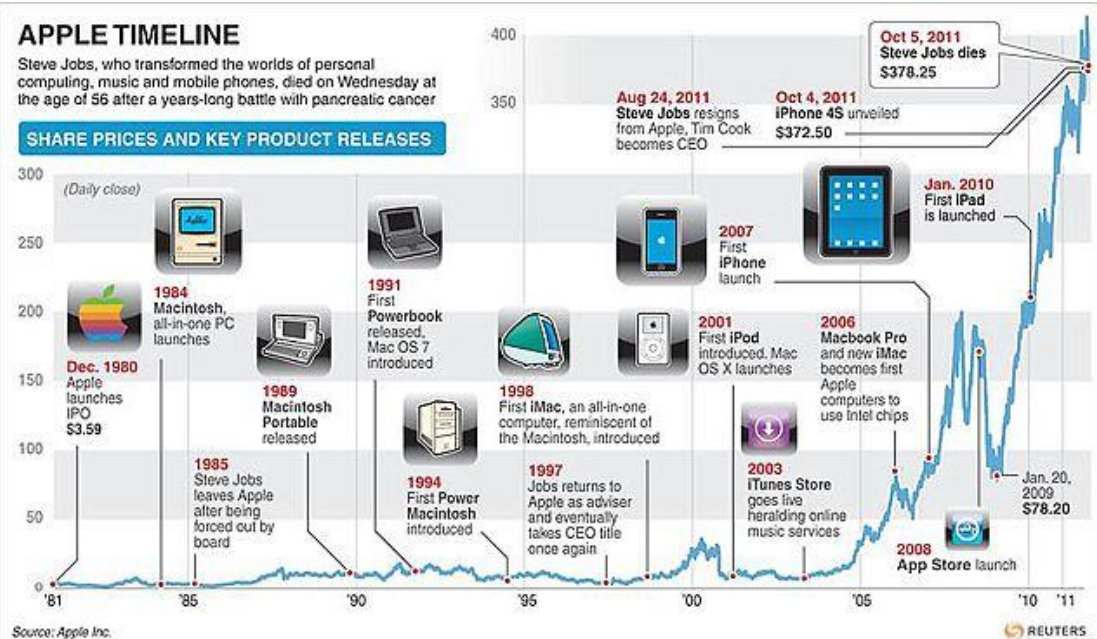 APPLE TIMELINE
Steve Jobs, who transformed the worlds of personal
computing, music and mobile phones, died on Wednesday at
the age of 56 after a years-long battle with pancreatic cancer
SHARE PRICES AND KEY PRODUCT RELEASES
(Daily close)
400
350
300
250
200
150
100
50
0
Dec. 1980
Apple
launches
IPO
$3.59
1984
Macintosh,
all-in-one PC
launches
1985
Steve Jobs
leaves Apple
after being
forced out by
board
1989
Macintosh
Portable
released
1991
First
Powerbook
released,
Mac OS 7
introduced
1994
First Power
Macintosh
introduced
1997
Jobs returns to
Apple as adviser
and eventually
takes CEO title
once again
1998
First iMac, an all-in-one
computer, reminiscent of
the Macintosh, introduced
2001
First iPod
introduced. Mac
OS X launches
2003
iTunes Store
goes live
heralding online
music services
2006
Macbook Pro
and new iMac
becomes first
Apple
computers to
use Intel chips
2007
First
iPhone
launch
2008
App Store launch
Jan. 20,
2009
$78.20
Jan. 2010
First iPad
is launched
Aug 24, 2011
Steve Jobs resigns
from Apple, Tim Cook
becomes CEO
Oct 4, 2011
iPhone 4S unveiled
$372.50
Oct 5, 2011
Steve Jobs dies
$378.25
'81 '85 '90 '95 '00 '05 '10 '11
Source: Apple Inc.
REUTERS